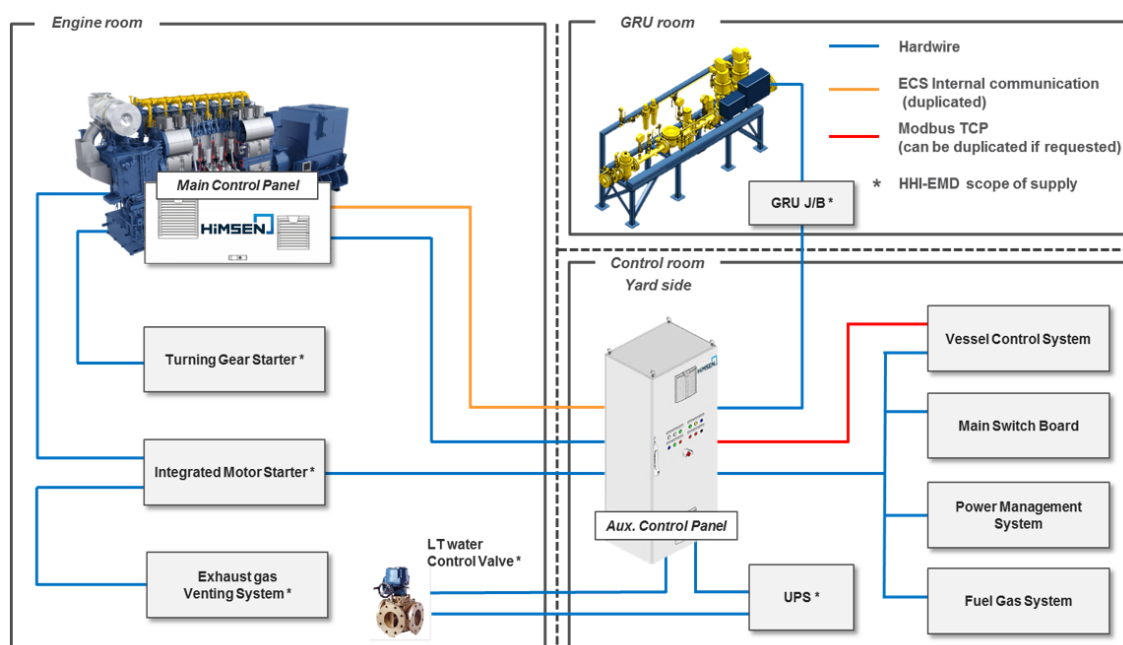 Engine room
GRU room
Hardwire
ECS Internal communication
(duplicated)
Modbus TCP
(can be duplicated if requested)
* HHI-EMD scope of supply
Main Control Panel
HiMSEN
GRU J/B *
Control room
Yard side
HiMSEN
Turning Gear Starter *
Vessel Control System
Main Switch Board
Integrated Motor Starter *
Power Management
System
Aux. Control Panel
LT water
Control Valve *
Exhaust gas
Venting System *
UPS *
Fuel Gas System